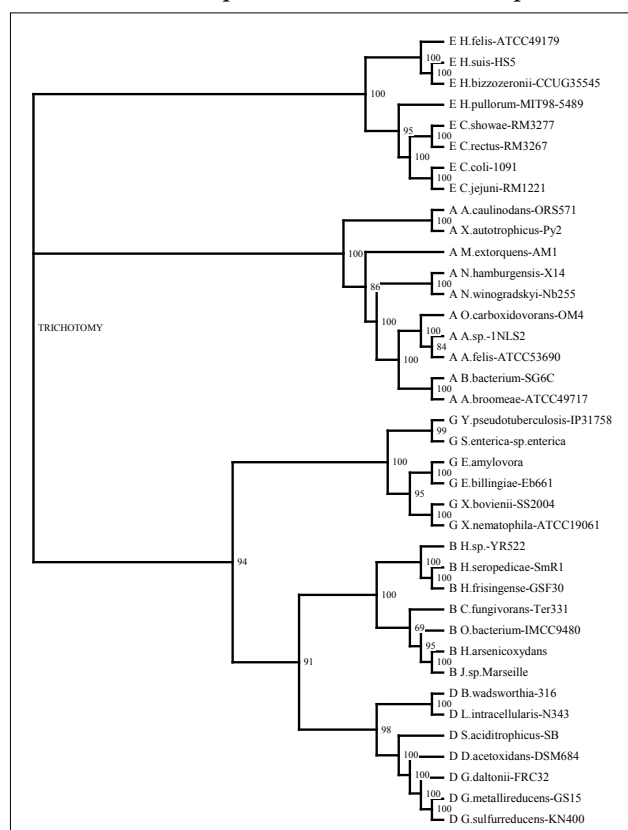 E H.felis-ATCC49179
E H.suis-HS5
100
100
E H.bizzozeronii-CCUG35545
100
E H.pullorum-MIT98-5489
95
E C.showae-RM3277
100
E C.rectus-RM3267
100
E C.coli-1091
100
E C.jejuni-RM1221
A A.caulinodans-ORS571
100
A X.autotrophicus-Py2
100
A M.extorquens-AM1
A N.hamburgensis-X14
86
100
A N.winogradskyi-Nb255
A O.carboxidovorans-OM4
100
TRICHOTOMY
100
A A.sp.-1NLS2
84
A A.felis-ATCC53690
100
A B.bacterium-SG6C
100
A A.broomeae-ATCC49717
G Y.pseudotuberculosis-IP31758
99
G S.enterica-sp.enterica
100
G E.amylovora
100
G E.billingiae-Eb661
95
G X.bovienii-SS2004
100
G X.nematophila-ATCC19061
B H.sp.-YR522
94
100
B H.seropedicae-SmR1
100
B H.frisingense-GSF30
100
B C.fungivorans-Ter331
69
B O.bacterium-IMCC9480
95
B H.arsenicoxydans
91
100
B J.sp.Marseille
D B.wadsworthia-316
100
D L.intracellularis-N343
98
D S.aciditrophicus-SB
100
D D.acetoxidans-DSM684
100
D G.daltonii-FRC32
100
D G.metallireducens-GS15
100
D G.sulfurreducens-KN400